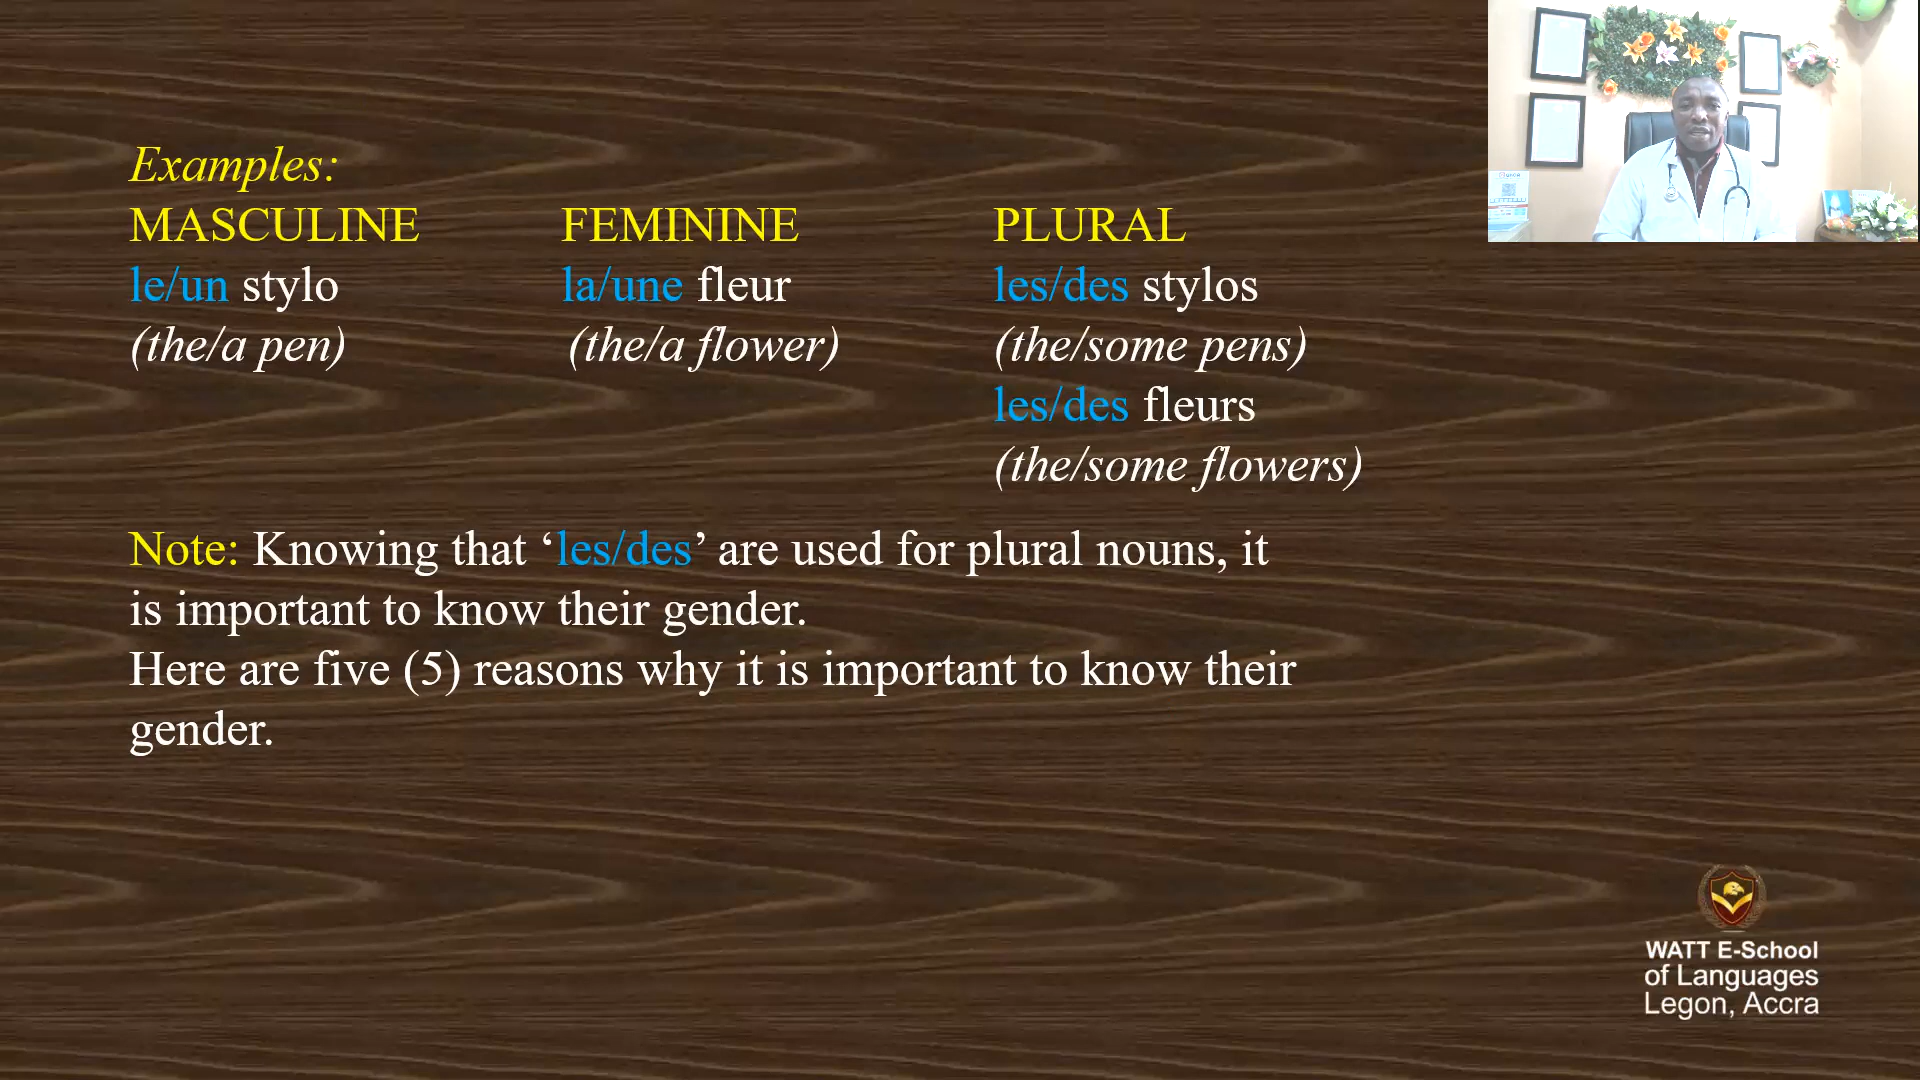 Examples:
MASCULINE FEMININE PLURAL
le/un stylo la/une fleur les/des stylos
(the/a pen) (the/a flower) (the/some pens)
les/des fleurs
(the/some flowers)
Note: Knowing that ‘les/des’ are used for plural nouns, it
is important to know their gender.
Here are five (5) reasons why it is important to know their
gender.
WATT E-School
of Languages
Legon, Accra